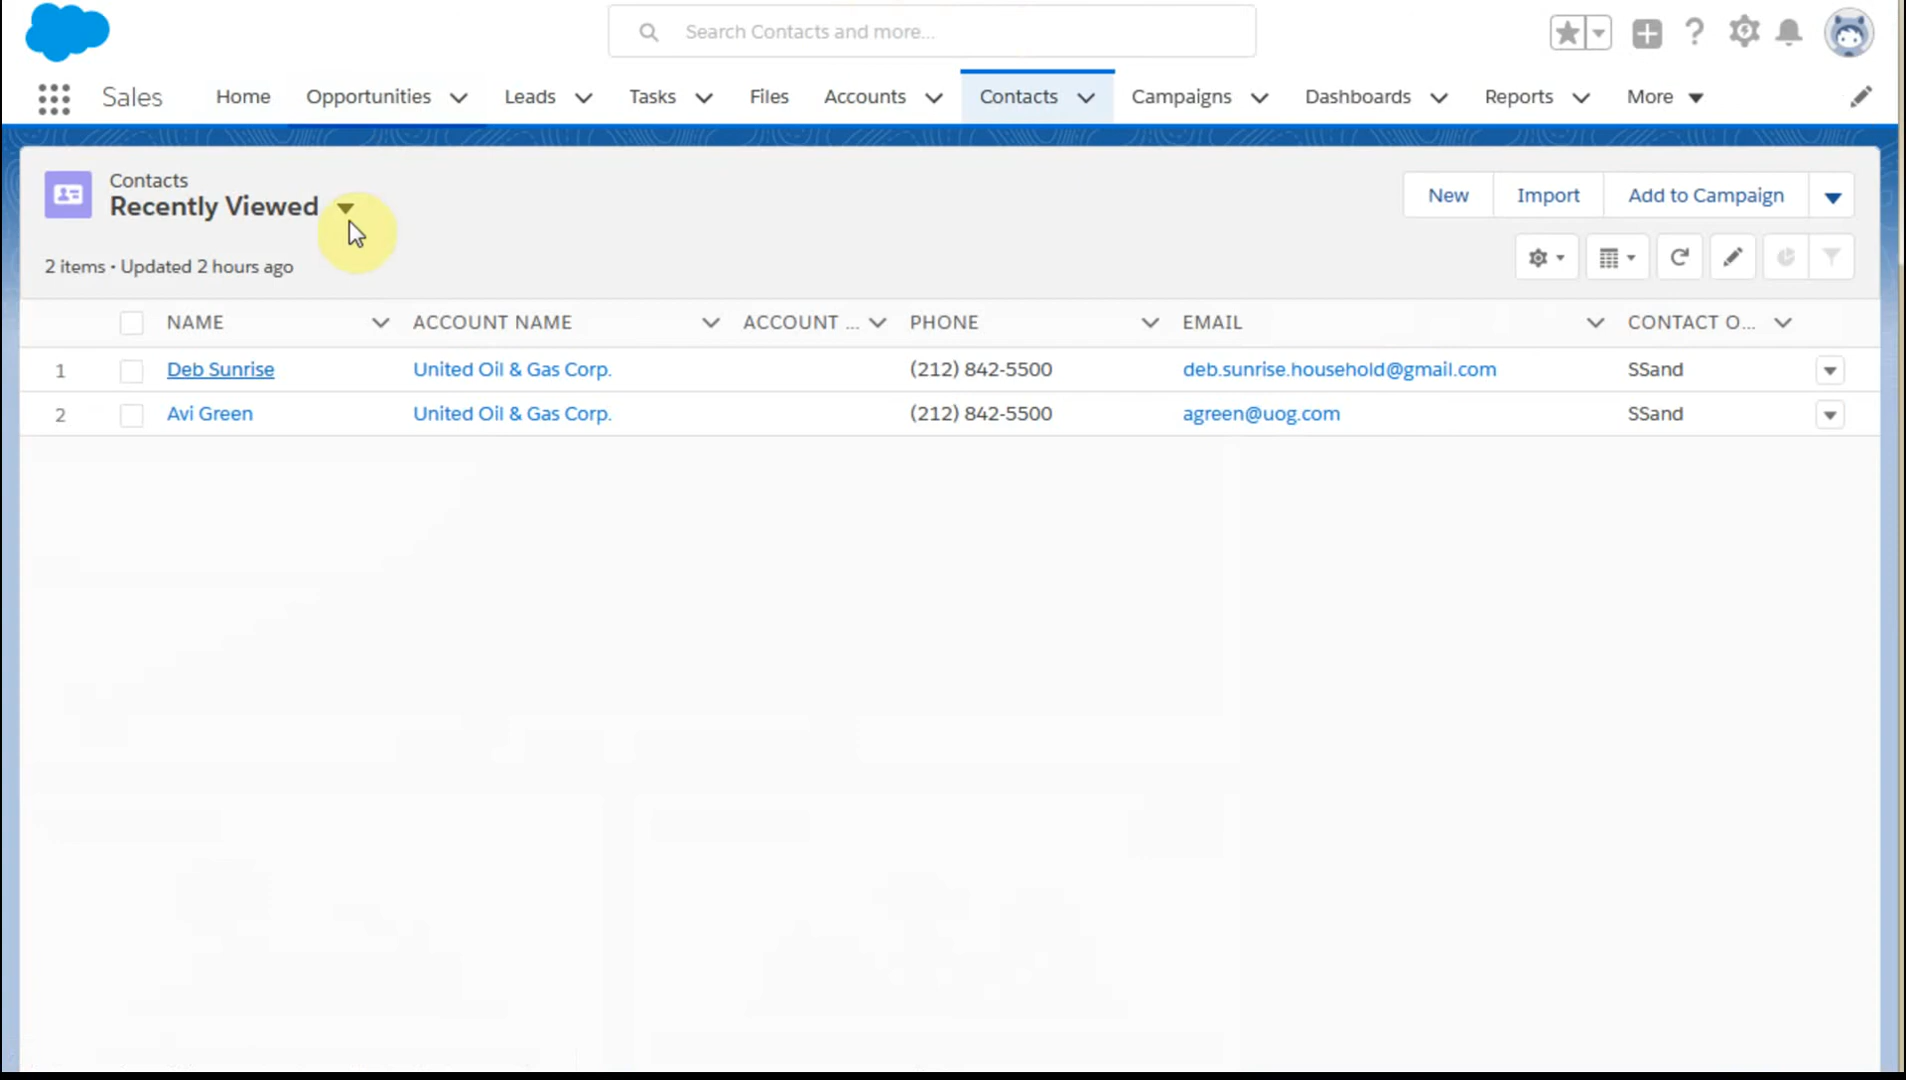 Search Contacts and more...
Sales Home Opportunities Leads Tasks Files Accounts Contacts Campaigns Dashboards Reports More
Contacts
Recently Viewed
New Import Add to Campaign
2 items • Updated 2 hours ago
NAME ACCOUNT NAME ACCOUNT ... PHONE EMAIL CONTACT O...
1 Deb Sunrise United Oil & Gas Corp. (212) 842-5500 deb.sunrise.household@gmail.com SSand
2 Avi Green United Oil & Gas Corp. (212) 842-5500 agreen@uog.com SSand